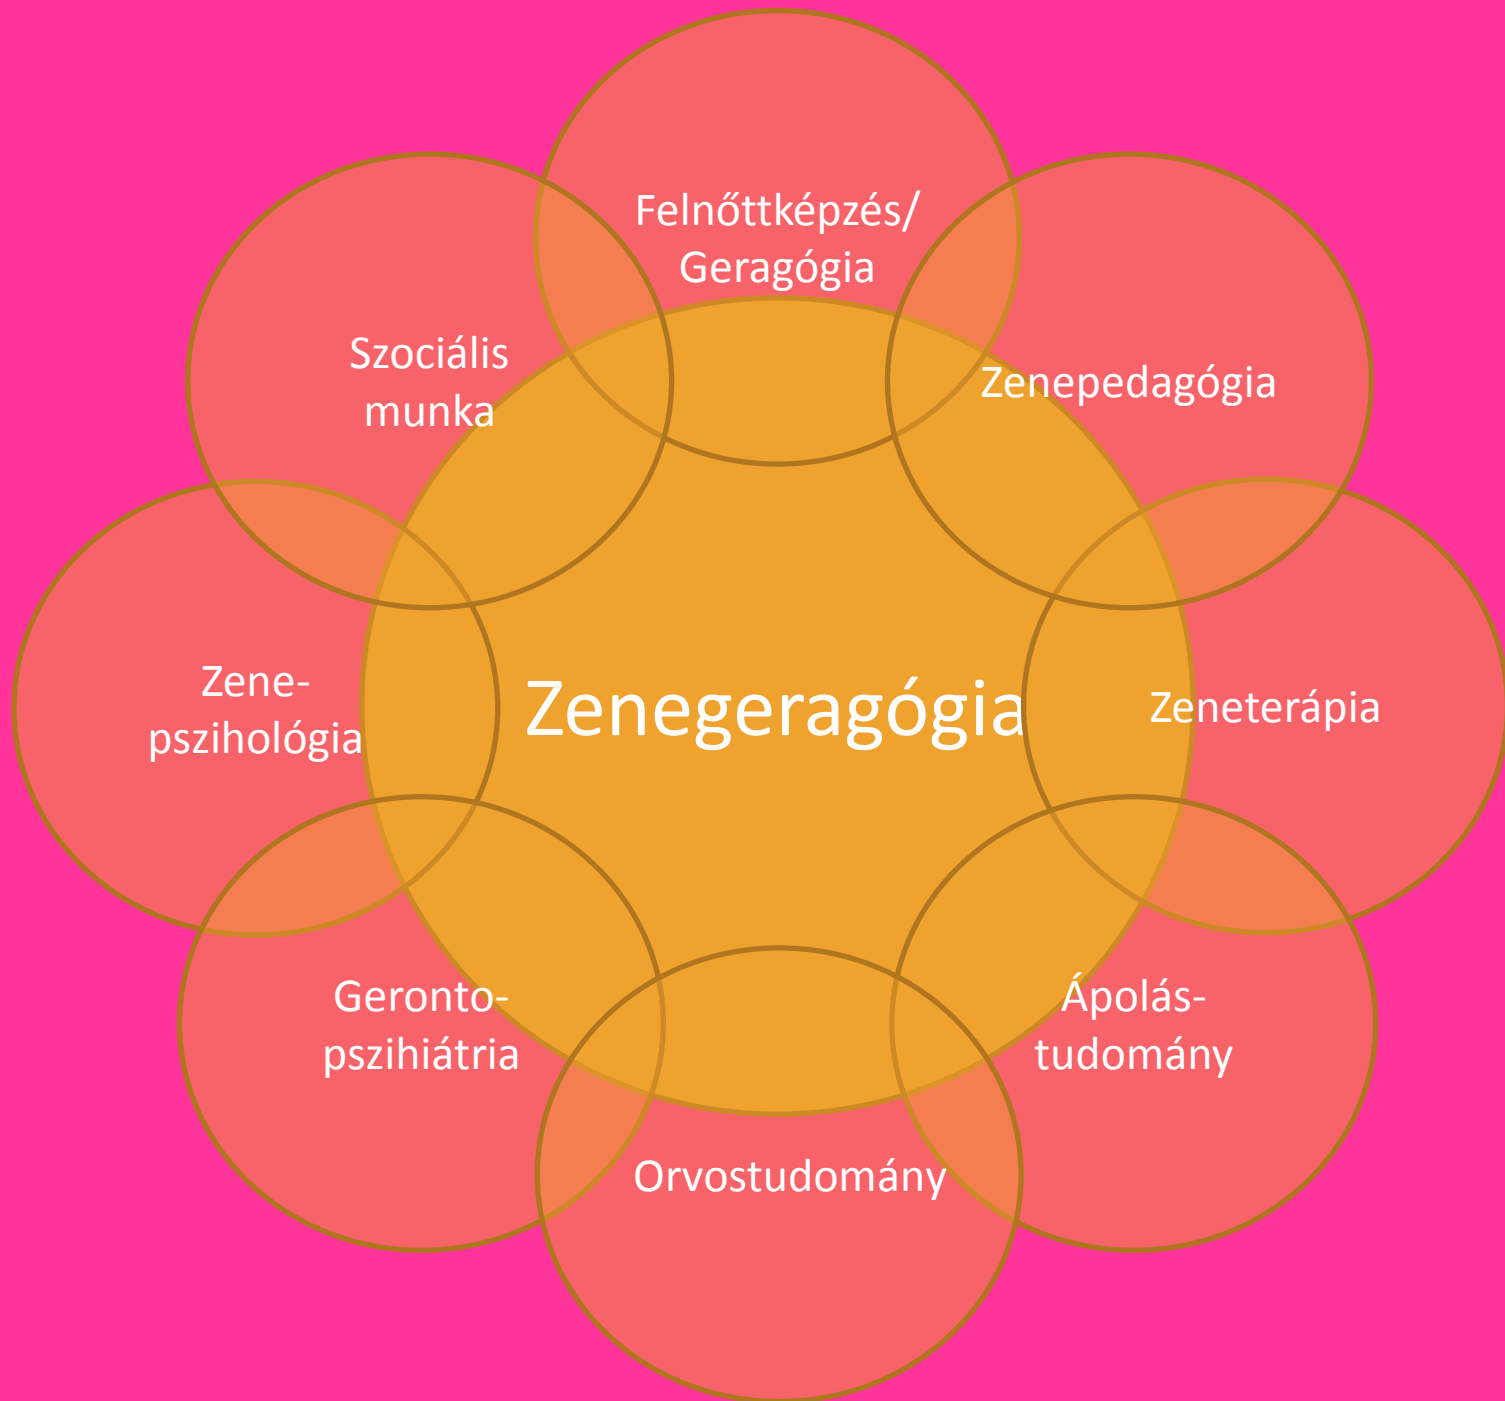 Felnőttképzés/
Geragógia
Szociális
munka
Zenepedagógia
Zene-
pszihológia
Zenegeragógia
Zeneterápia
Geronto-
pszihiátria
Ápolás-
tudomány
Orvostudomány